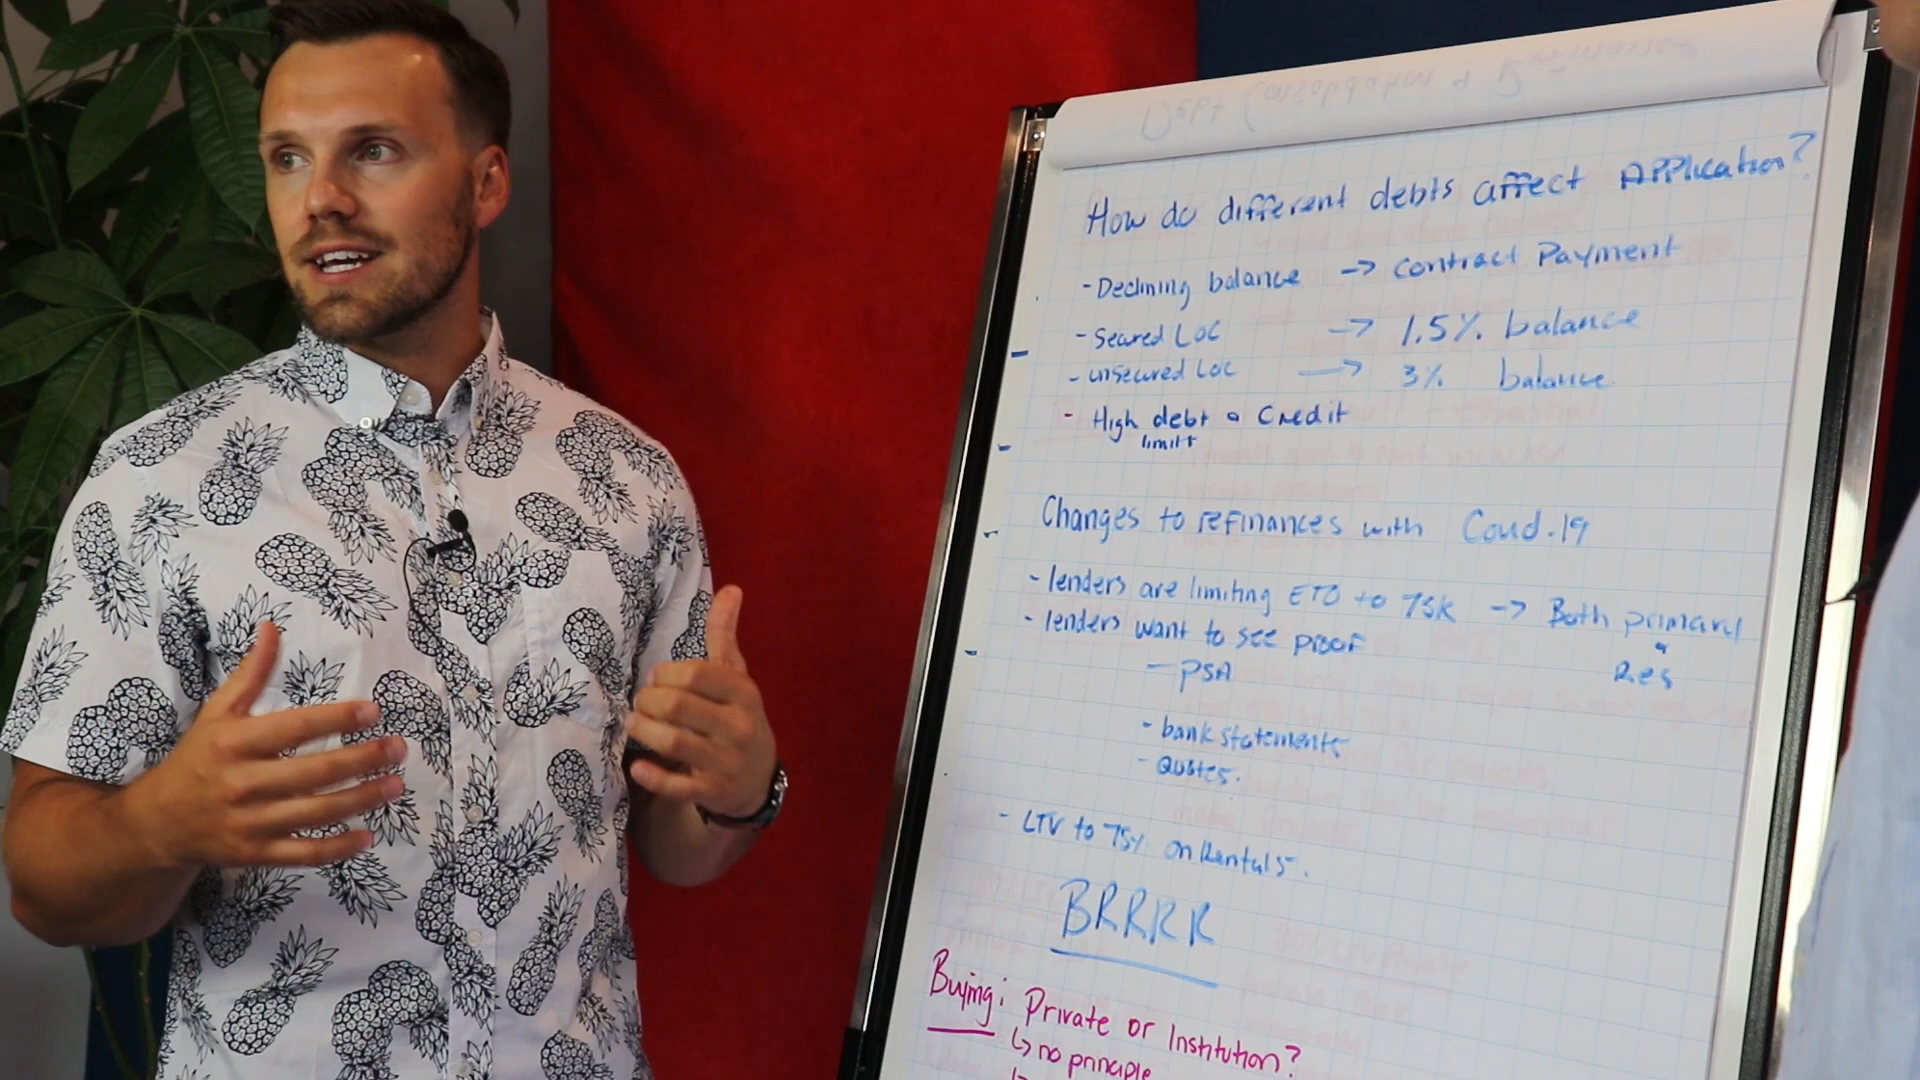 Debt Consolidation & Refinance
How do different debts affect Application?
- Declining balance -> Contract Payment
- Secured LOC -> 1.5% balance
- unsecured LOC -> 3% balance
- High debt & Credit
limit
Changes to refinances with Covid-19
- lenders are limiting ETO to 75K -> Both primary
- lenders want to see proof
& Res
- PSA
- bank statements
- Quotes.
- LTV to 75% on Rentals.
BRRRR
Buying: Private or Institution?
↳ no principle